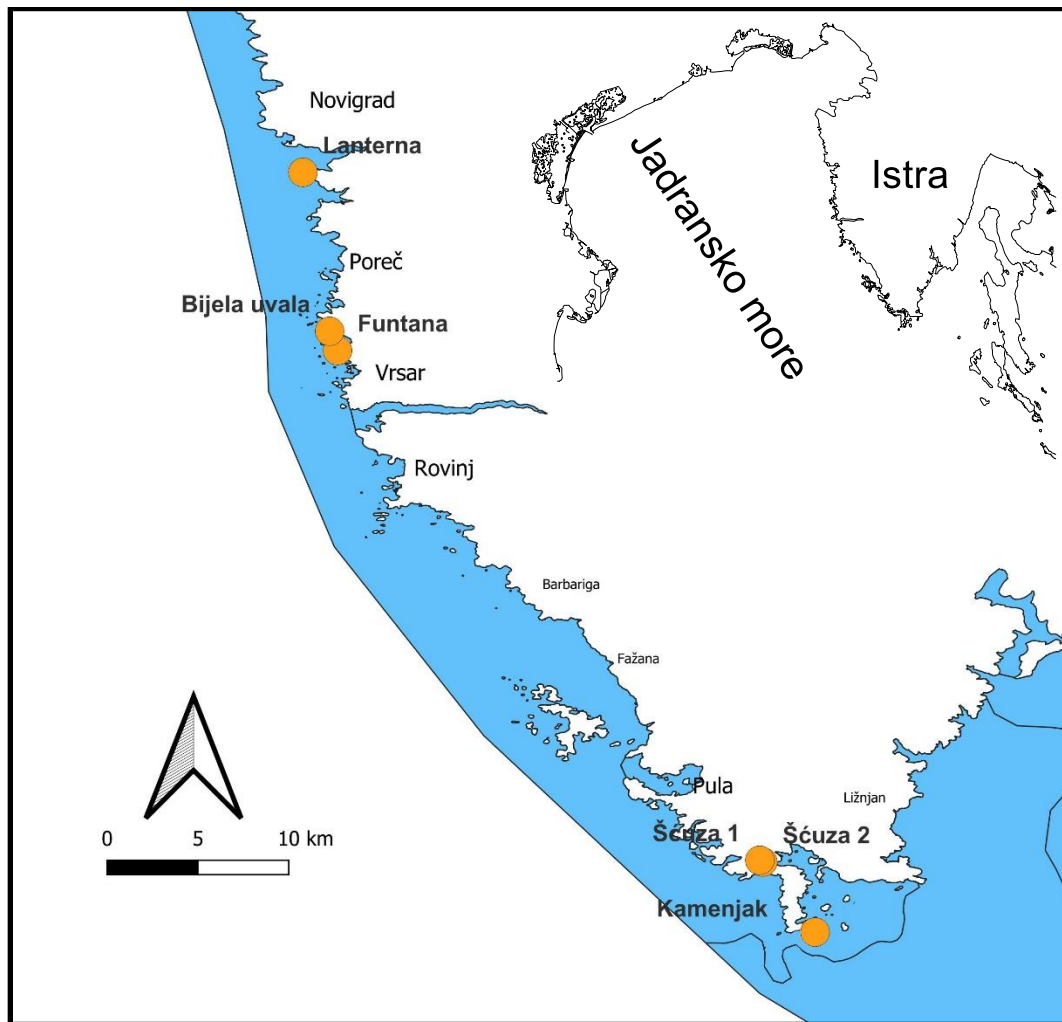 Novigrad
Lanterna
Jadransko more
Istra
Poreč
Bijela uvala
Funtana
Vrsar
Rovinj
Barbariga
Fažana
Pula
Ližnjan
0 5 10 km
Šćuza 1
Šćuza 2
Kamenjak